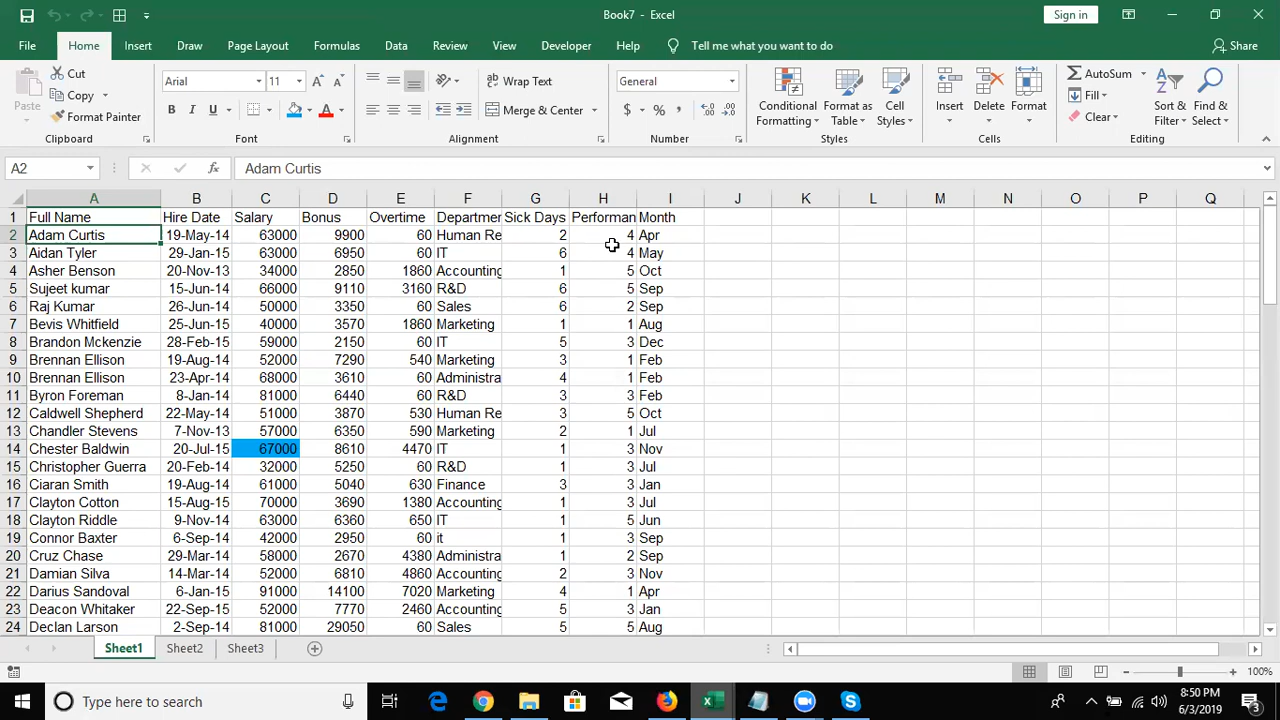 Book7 - Excel
Sign in
File Home Insert Draw Page Layout Formulas Data Review View Developer Help Tell me what you want to do Share
Paste Cut Copy Format Painter Clipboard
Arial 11 B I U A Font
Wrap Text Merge & Center Alignment
General $ % , Number
Conditional Formatting Format as Table Cell Styles Styles
Insert Delete Format Cells
AutoSum Fill Clear Sort & Filter Find & Select Editing
A2 fx Adam Curtis
A B C D E F G H I J K L M N O P Q
1 Full Name Hire Date Salary Bonus Overtime Departmen Sick Days Performan Month
2 Adam Curtis 19-May-14 63000 9900 60 Human Re 2 4 Apr
3 Aidan Tyler 29-Jan-15 63000 6950 60 IT 6 4 May
4 Asher Benson 20-Nov-13 34000 2850 1860 Accounting 1 5 Oct
5 Sujeet kumar 15-Jun-14 66000 9110 3160 R&D 6 5 Sep
6 Raj Kumar 26-Jun-14 50000 3350 60 Sales 6 2 Sep
7 Bevis Whitfield 25-Jun-15 40000 3570 1860 Marketing 1 1 Aug
8 Brandon Mckenzie 28-Feb-15 59000 2150 60 IT 5 3 Dec
9 Brennan Ellison 19-Aug-14 52000 7290 540 Marketing 3 1 Feb
10 Brennan Ellison 23-Apr-14 68000 3610 60 Administra 4 1 Feb
11 Byron Foreman 8-Jan-14 81000 6440 60 R&D 3 3 Feb
12 Caldwell Shepherd 22-May-14 51000 3870 530 Human Re 3 5 Oct
13 Chandler Stevens 7-Nov-13 57000 6350 590 Marketing 2 1 Jul
14 Chester Baldwin 20-Jul-15 67000 8610 4470 IT 1 3 Nov
15 Christopher Guerra 20-Feb-14 32000 5250 60 R&D 1 3 Jul
16 Ciaran Smith 19-Aug-14 61000 5040 630 Finance 3 3 Jan
17 Clayton Cotton 15-Aug-15 70000 3690 1380 Accounting 1 3 Jul
18 Clayton Riddle 9-Nov-14 63000 6360 650 IT 1 5 Jun
19 Connor Baxter 6-Sep-14 42000 2950 60 it 1 3 Sep
20 Cruz Chase 29-Mar-14 58000 2670 4380 Administra 1 2 Sep
21 Damian Silva 14-Mar-14 52000 6810 4860 Accounting 2 3 Nov
22 Darius Sandoval 6-Jan-15 91000 14100 7020 Marketing 4 1 Apr
23 Deacon Whitaker 22-Sep-15 52000 7770 2460 Accounting 5 3 Jan
24 Declan Larson 2-Sep-14 81000 29050 60 Sales 5 5 Aug
Sheet1 Sheet2 Sheet3
100%
Type here to search
8:50 PM
6/3/2019
3